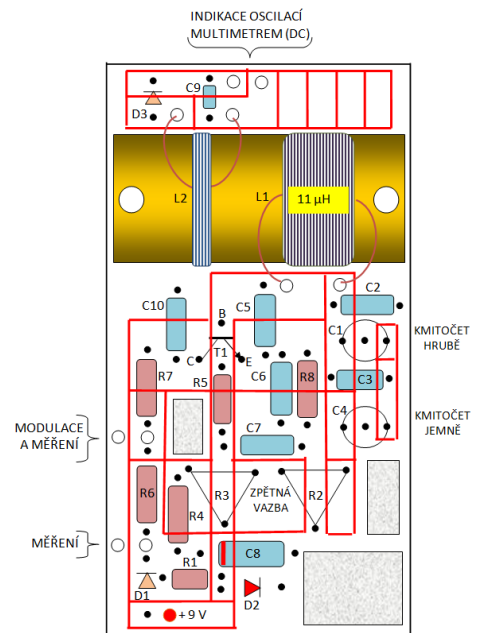 INDIKACE OSCILACÍ
MULTIMETREM (DC)
C9
D3
L2
L1
11 µH
C10
C5
C2
B
C1
KMITOČET
HRUBĚ
T1
C
E
R7
R5
C6
R8
C3
C4
KMITOČET
JEMNĚ
MODULACE
A MĚŘENÍ
C7
R6
R4
R3
ZPĚTNÁ
VAZBA
R2
MĚŘENÍ
C8
R1
D1
D2
+ 9 V